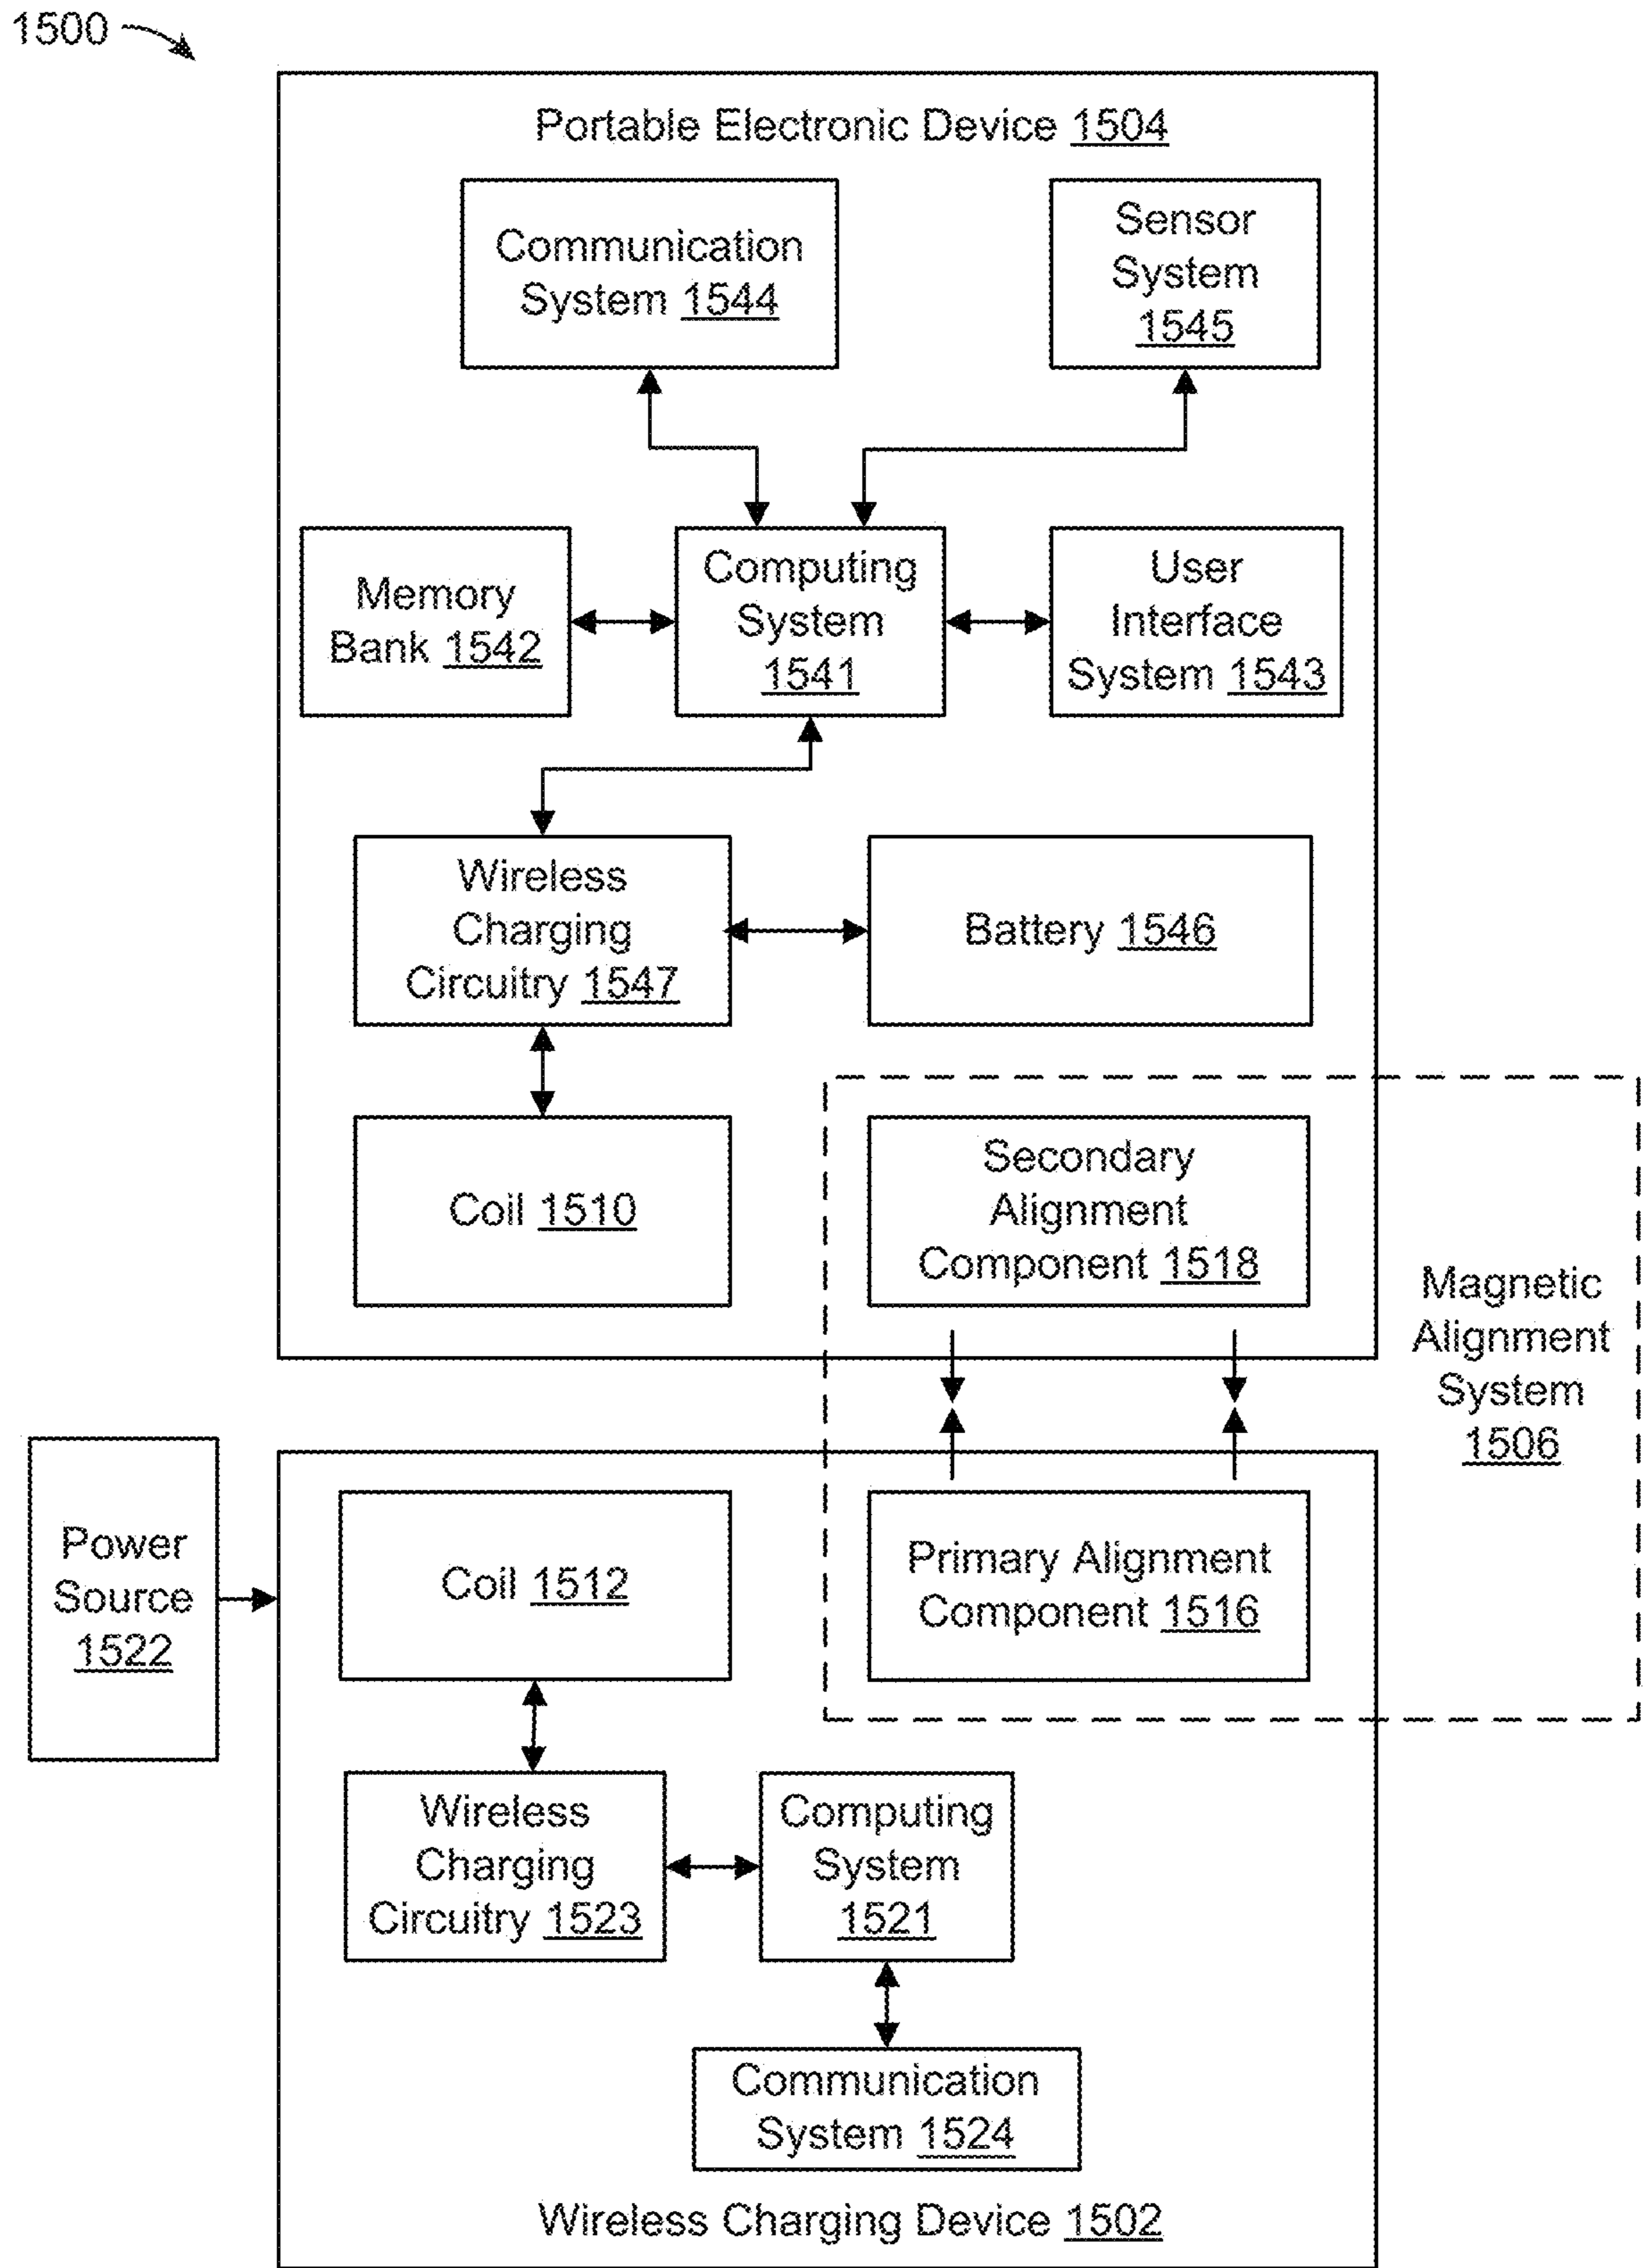 1500
Portable Electronic Device 1504
Communication
System 1544
Sensor
System
1545
Memory
Bank 1542
Computing
System
1541
User
Interface
System 1543
Wireless
Charging
Circuitry 1547
Battery 1546
Coil 1510
Secondary
Alignment
Component 1518
Magnetic
Alignment
System
1506
Power
Source
1522
Coil 1512
Primary Alignment
Component 1516
Wireless
Charging
Circuitry 1523
Computing
System
1521
Communication
System 1524
Wireless Charging Device 1502